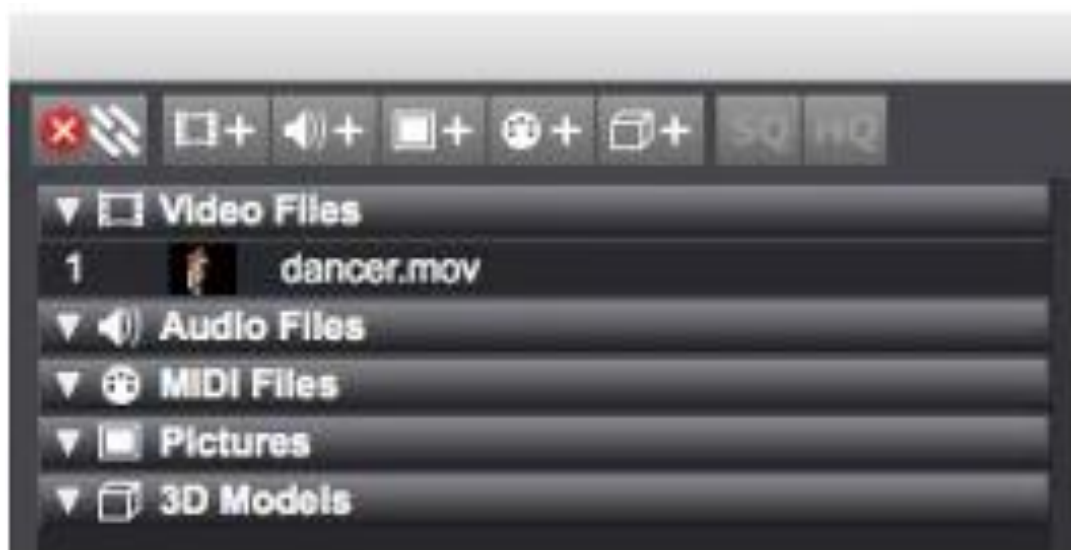 SQ HQ
Video Files
1 dancer.mov
Audio Files
MIDI Files
Pictures
3D Models